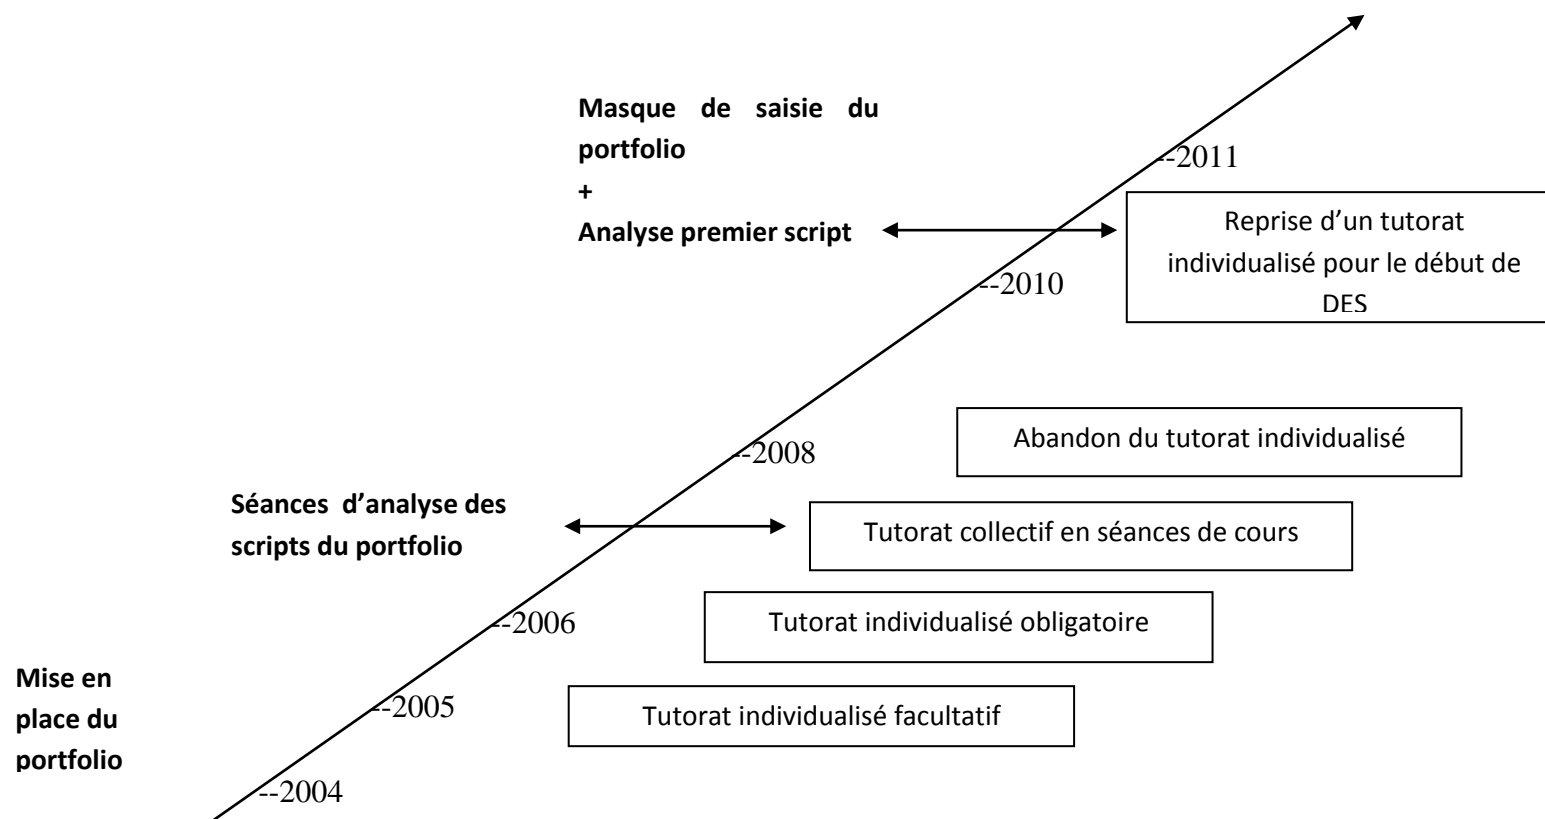 Masque de saisie du
portfolio
+
Analyse premier script
--2011
Reprise d’un tutorat
individualisé pour le début de
DES
--2010
Abandon du tutorat individualisé
--2008
Séances d’analyse des
scripts du portfolio
Tutorat collectif en séances de cours
--2006
Tutorat individualisé obligatoire
Mise en
place du
portfolio
--2005
Tutorat individualisé facultatif
--2004